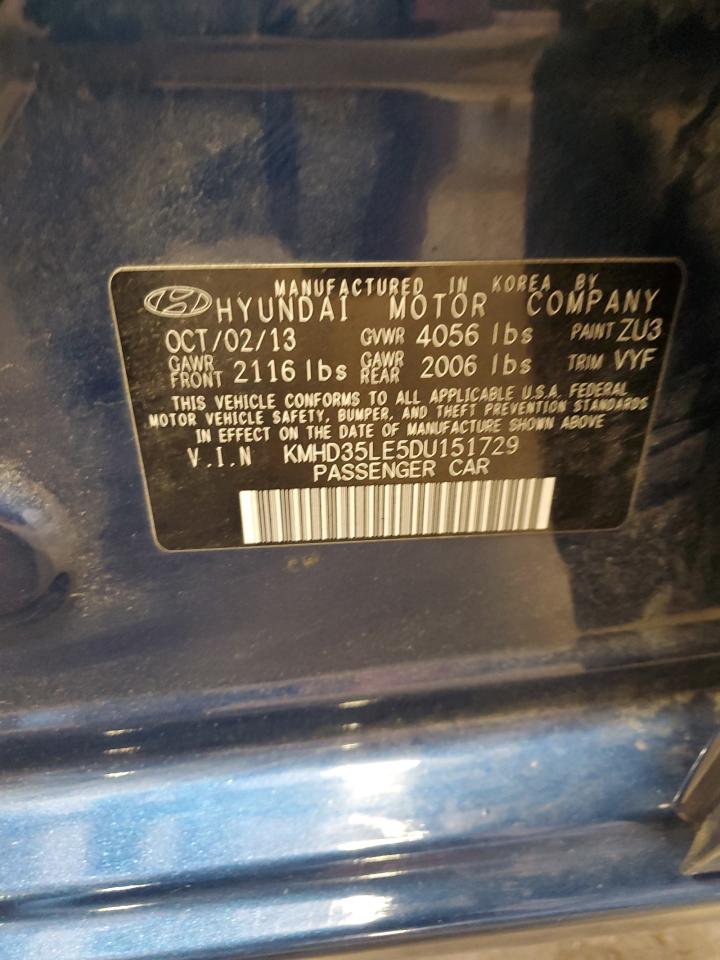 MANUFACTURED IN KOREA BY
HYUNDAI MOTOR COMPANY
OCT/02/13 GVWR 4056 lbs PAINT ZU3
GAWR FRONT 2116 lbs GAWR REAR 2006 lbs TRIM VYF
THIS VEHICLE CONFORMS TO ALL APPLICABLE U.S.A. FEDERAL
MOTOR VEHICLE SAFETY, BUMPER, AND THEFT PREVENTION STANDARDS
IN EFFECT ON THE DATE OF MANUFACTURE SHOWN ABOVE
V.I.N KMHD35LE5DU151729
PASSENGER CAR